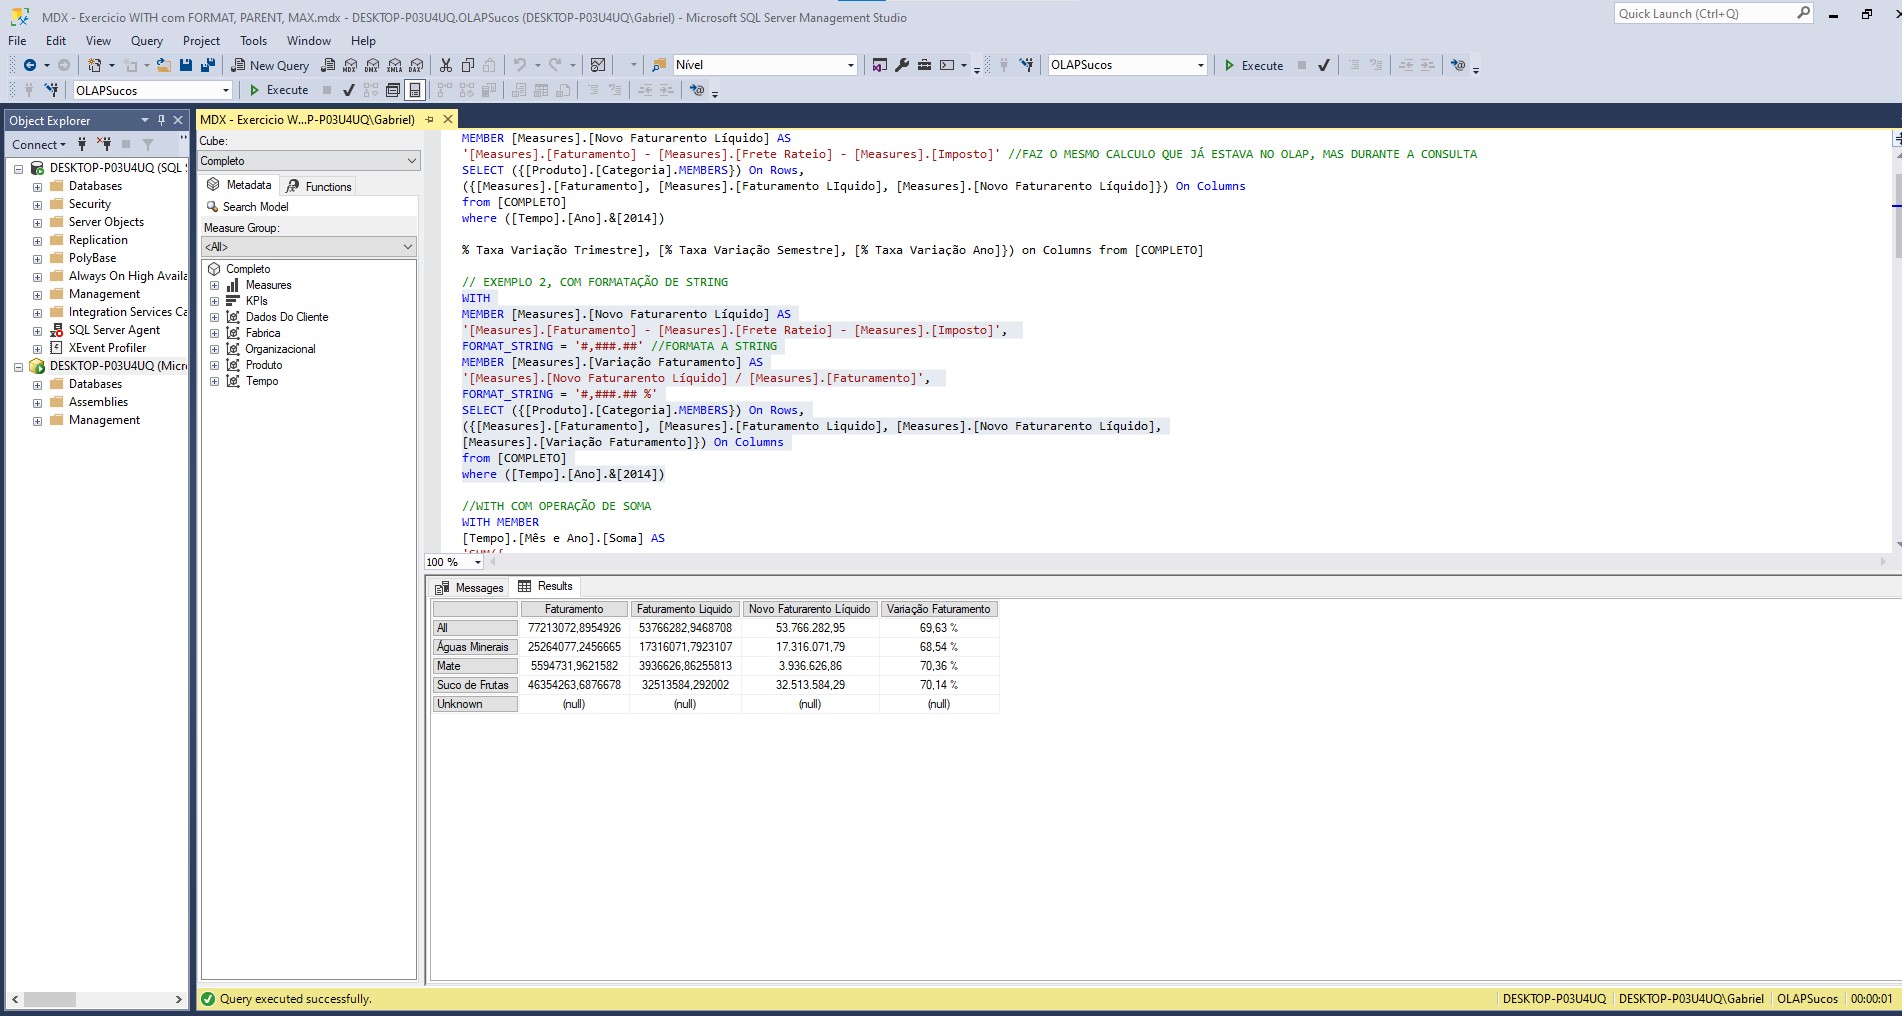 MDX - Exercicio WITH com FORMAT, PARENT, MAX.mdx - DESKTOP-P03U4UQ.OLAPSucos (DESKTOP-P03U4UQ\Gabriel) - Microsoft SQL Server Management Studio
Quick Launch (Ctrl+Q)
File Edit View Query Project Tools Window Help
New Query MDX DMX XMLA DAX Nível OLAPSucos Execute
OLAPSucos Execute
Object Explorer
Connect
DESKTOP-P03U4UQ (SQL S
Databases
Security
Server Objects
Replication
PolyBase
Always On High Availa
Management
Integration Services Ca
SQL Server Agent
XEvent Profiler
DESKTOP-P03U4UQ (Micr
Databases
Assemblies
Management
MDX - Exercicio W...P-P03U4UQ\Gabriel)
Cube:
Completo
Metadata Functions
Search Model
Measure Group:
<All>
Completo
Measures
KPIs
Dados Do Cliente
Fabrica
Organizacional
Produto
Tempo
MEMBER [Measures].[Novo Faturarento Líquido] AS
'[Measures].[Faturamento] - [Measures].[Frete Rateio] - [Measures].[Imposto]' //FAZ O MESMO CALCULO QUE JÁ ESTAVA NO OLAP, MAS DURANTE A CONSULTA
SELECT ({[Produto].[Categoria].MEMBERS}) On Rows,
({[Measures].[Faturamento], [Measures].[Faturamento LIquido], [Measures].[Novo Faturarento Líquido]}) On Columns
from [COMPLETO]
where ([Tempo].[Ano].&[2014])
% Taxa Variação Trimestre], [% Taxa Variação Semestre], [% Taxa Variação Ano]}) on Columns from [COMPLETO]
// EXEMPLO 2, COM FORMATAÇÃO DE STRING
WITH
MEMBER [Measures].[Novo Faturarento Líquido] AS
'[Measures].[Faturamento] - [Measures].[Frete Rateio] - [Measures].[Imposto]',
FORMAT_STRING = '#,###.##' //FORMATA A STRING
MEMBER [Measures].[Variação Faturamento] AS
'[Measures].[Novo Faturarento Líquido] / [Measures].[Faturamento]',
FORMAT_STRING = '#,###.## %'
SELECT ({[Produto].[Categoria].MEMBERS}) On Rows,
({[Measures].[Faturamento], [Measures].[Faturamento Liquido], [Measures].[Novo Faturarento Líquido],
[Measures].[Variação Faturamento]}) On Columns
from [COMPLETO]
where ([Tempo].[Ano].&[2014])
//WITH COM OPERAÇÃO DE SOMA
WITH MEMBER
[Tempo].[Mês e Ano].[Soma] AS
100 %
Messages Results
Faturamento Faturamento Liquido Novo Faturarento Líquido Variação Faturamento
All 77213072,8954926 53766282,9468708 53.766.282,95 69,63 %
Águas Minerais 25264077,2456665 17316071,7923107 17.316.071,79 68,54 %
Mate 5594731,9621582 3936626,86255813 3.936.626,86 70,36 %
Suco de Frutas 46354263,6876678 32513584,292002 32.513.584,29 70,14 %
Unknown (null) (null) (null) (null)
Query executed successfully.
DESKTOP-P03U4UQ DESKTOP-P03U4UQ\Gabriel OLAPSucos 00:00:01